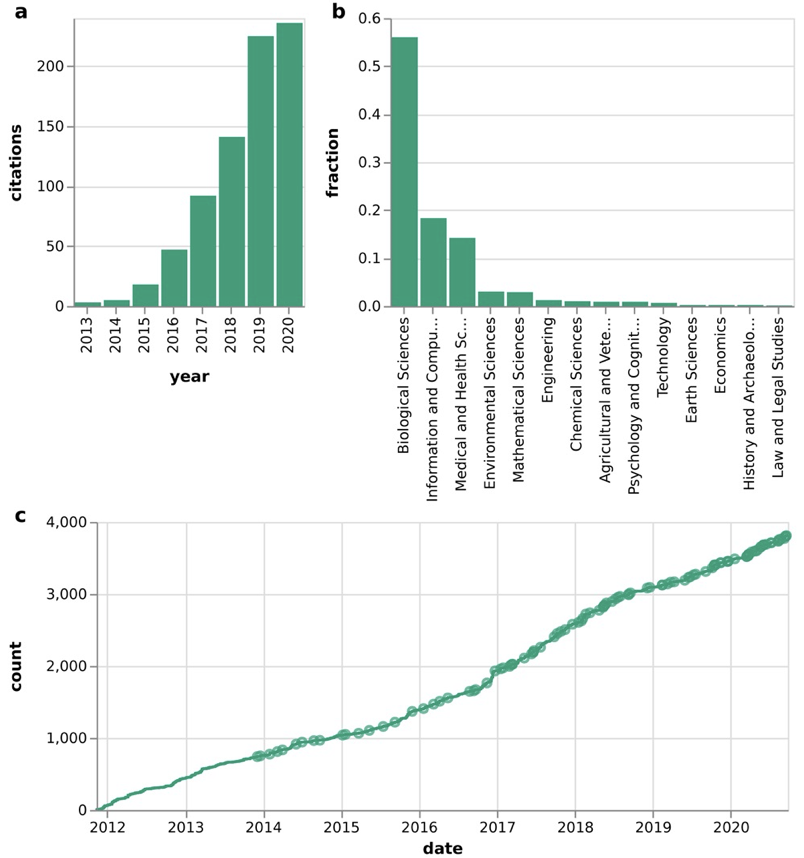 a
citations
200
150
100
50
0
2013
2014
2015
2016
2017
2018
2019
2020
year
b
fraction
0.6
0.5
0.4
0.3
0.2
0.1
0.0
Biological Sciences
Information and Compu...
Medical and Health Sc...
Environmental Sciences
Mathematical Sciences
Engineering
Chemical Sciences
Agricultural and Vete...
Psychology and Cognit...
Technology
Earth Sciences
Economics
History and Archaeolo...
Law and Legal Studies
c
count
4,000
3,000
2,000
1,000
0
2012
2013
2014
2015
2016
2017
2018
2019
2020
date